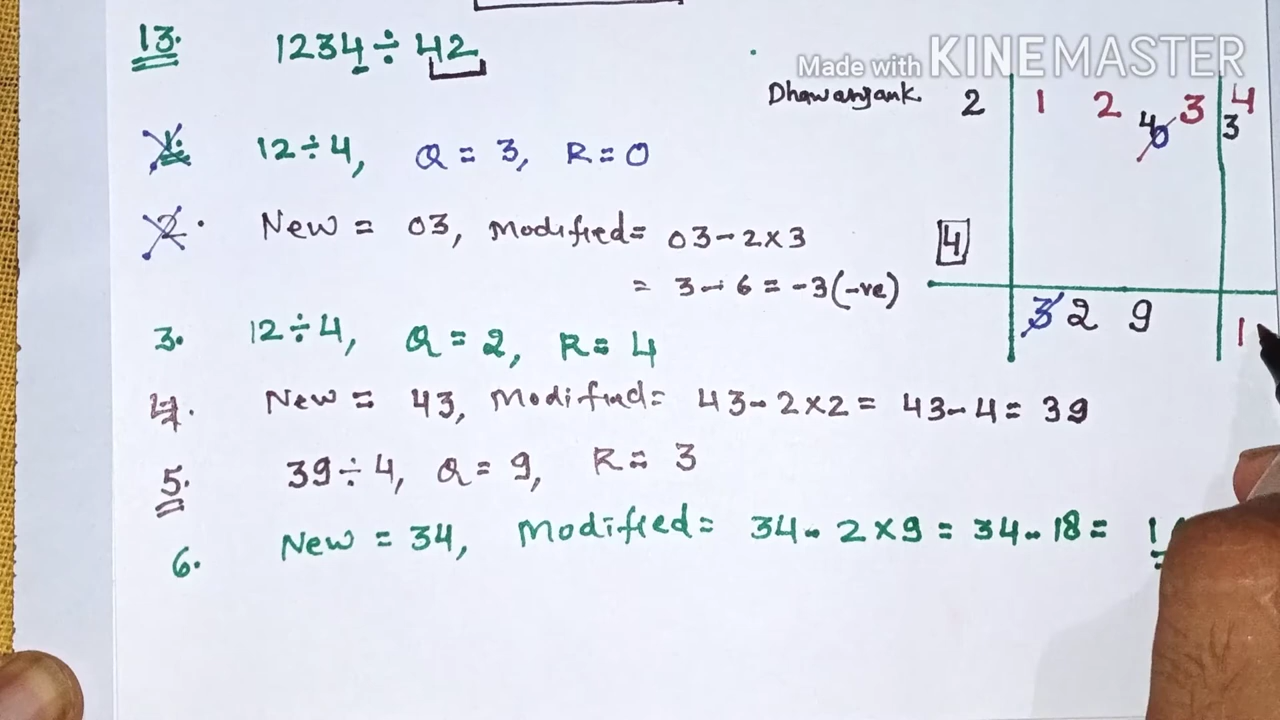 13. 1234 ÷ 42
Made with KINEMASTER
Dhawanjank. 2 1 2 3 4
4 0 3
1. 12 ÷ 4, Q = 3, R = 0
2. New = 03, Modified = 03 - 2 × 3
= 3 - 6 = -3 (-ve)
4
3 2 9 1
3. 12 ÷ 4, Q = 2, R = 4
4. New = 43, Modified = 43 - 2 × 2 = 43 - 4 = 39
5. 39 ÷ 4, Q = 9, R = 3
6. New = 34, Modified = 34 - 2 × 9 = 34 - 18 = 1